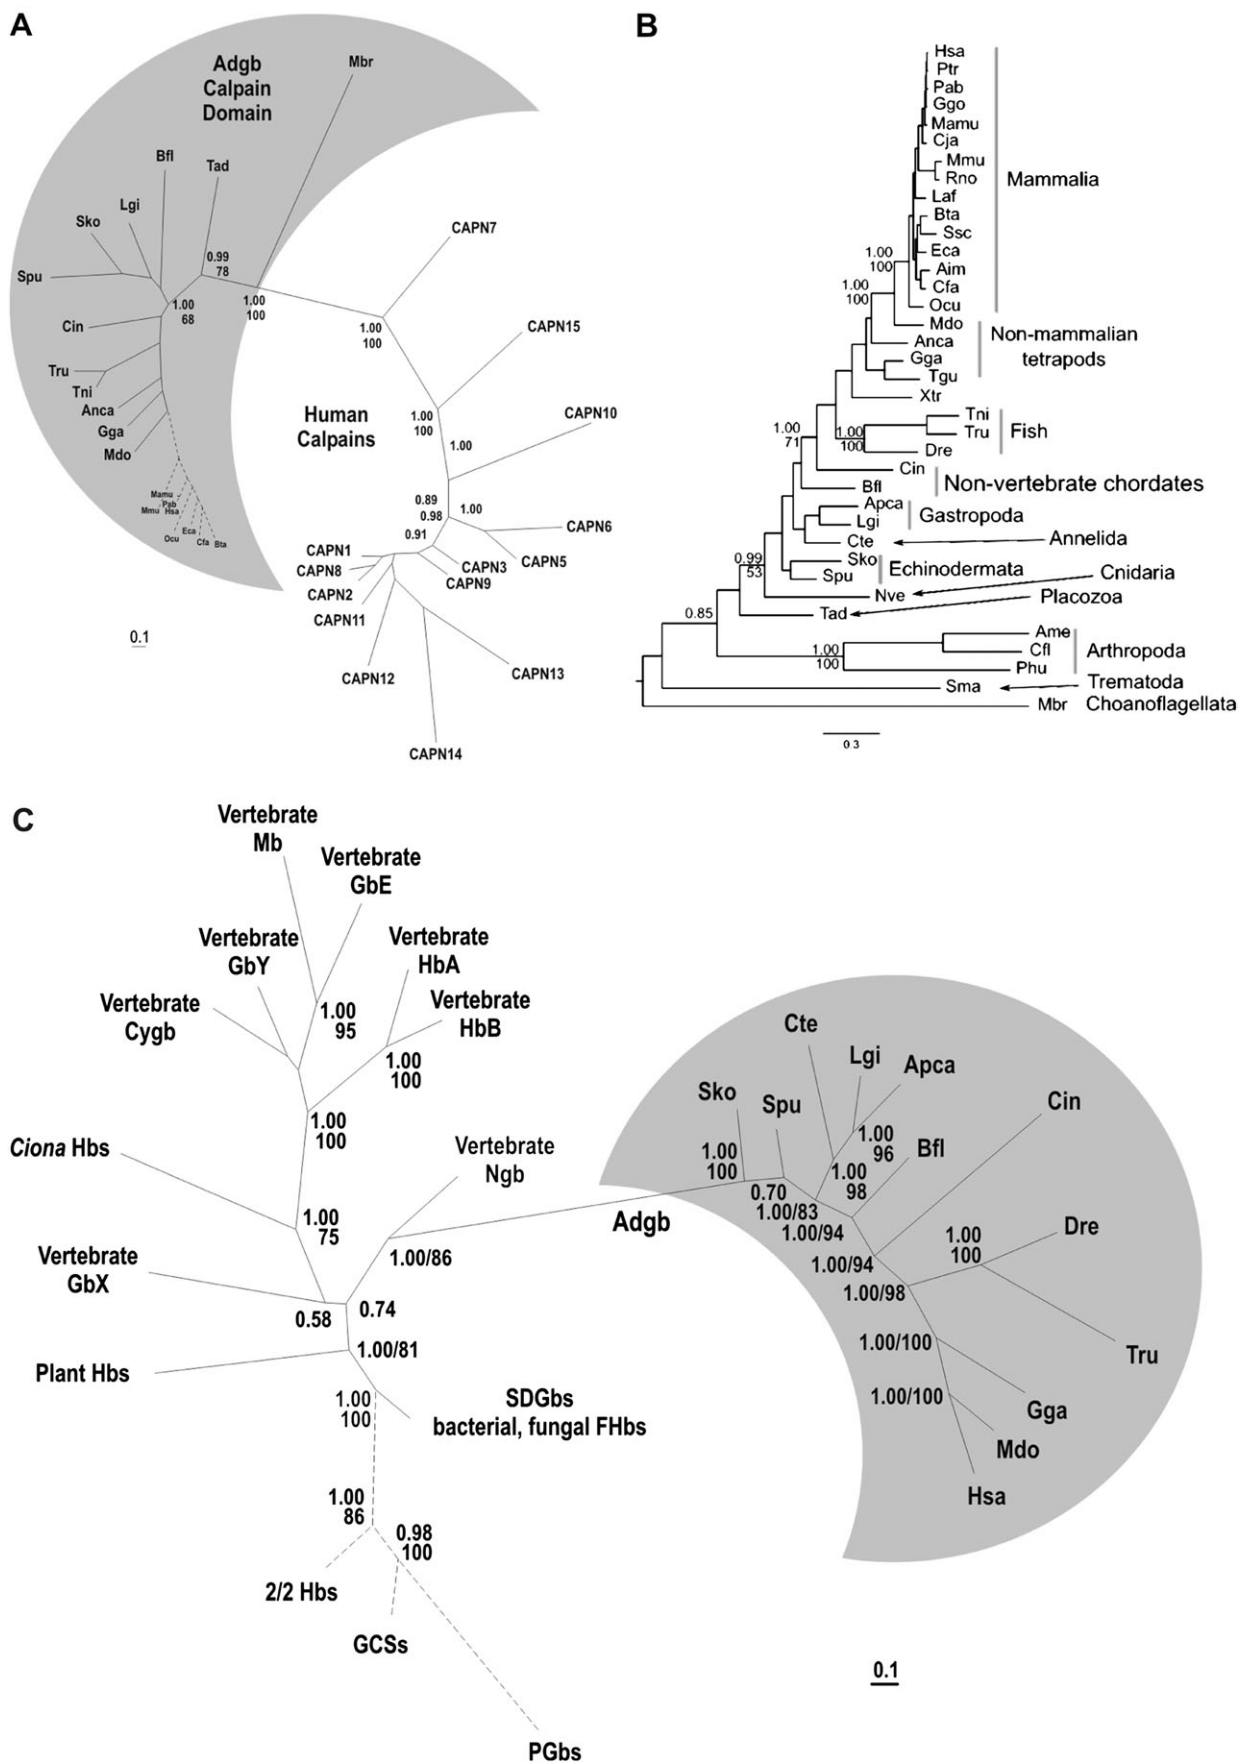 A
Adgb
Calpain
Domain
Mbr
Bfl
Tad
Lgi
Sko
Spu
0.99
78
1.00
68
1.00
100
Cin
Tru
Tni
Anca
Gga
Mdo
Mamu
Pab
Mmu
Hsa
Ocu
Eca
Cfa
Bta
0.1
CAPN7
1.00
100
CAPN15
Human
Calpains
1.00
100
1.00
CAPN10
0.89
0.98
1.00
CAPN6
0.91
CAPN5
CAPN1
CAPN8
CAPN3
CAPN9
CAPN2
CAPN11
CAPN12
CAPN13
CAPN14
B
Hsa
Ptr
Pab
Ggo
Mamu
Cja
Mmu
Rno
Mammalia
Laf
Bta
Ssc
Eca
1.00
100
Aim
Cfa
Ocu
1.00
100
Mdo
Anca
Non-mammalian
tetrapods
Gga
Tgu
Xtr
Tni
Tru
Fish
Dre
1.00
100
1.00
71
Cin
Non-vertebrate chordates
Bfl
Apca
Gastropoda
Lgi
Cte
Annelida
Sko
Echinodermata
Spu
0.99
53
Cnidaria
Nve
Placozoa
Tad
0.85
Ame
Cfl
Arthropoda
Phu
1.00
100
Sma
Trematoda
Mbr
Choanoflagellata
0.3
C
Vertebrate
Mb
Vertebrate
GbE
Vertebrate
GbY
Vertebrate
HbA
Vertebrate
Cygb
Vertebrate
HbB
1.00
95
1.00
100
1.00
100
Ciona Hbs
Vertebrate
Ngb
1.00
75
Vertebrate
GbX
1.00/86
0.58
0.74
Plant Hbs
1.00/81
1.00
100
SDGbs
bacterial, fungal FHbs
1.00
86
0.98
100
2/2 Hbs
GCSs
PGbs
Adgb
Cte
Lgi
Apca
Sko
Spu
Cin
1.00
96
Bfl
1.00
100
1.00
98
0.70
1.00/83
1.00/94
1.00
100
Dre
1.00/94
1.00/98
1.00/100
Tru
1.00/100
Gga
Mdo
Hsa
0.1